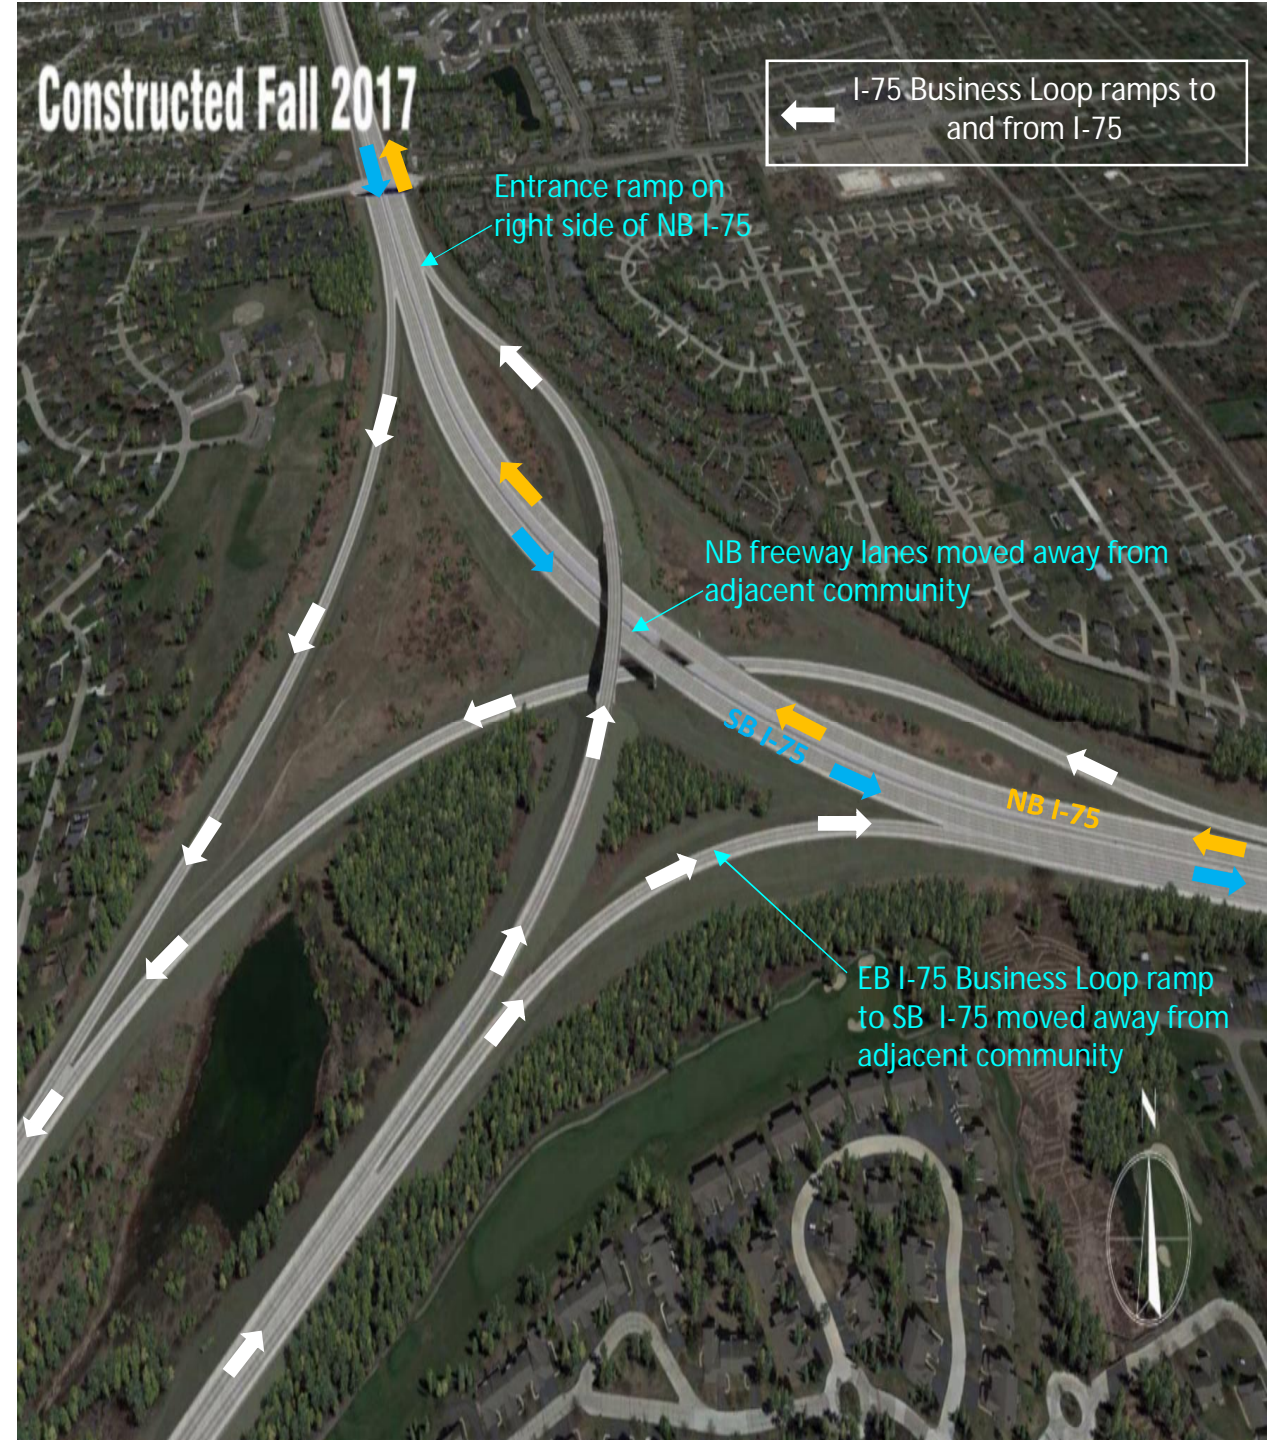 Constructed Fall 2017
I-75 Business Loop ramps to
and from I-75
Entrance ramp on
right side of NB I-75
NB freeway lanes moved away from
adjacent community
SB I-75
NB I-75
EB I-75 Business Loop ramp
to SB I-75 moved away from
adjacent community
N